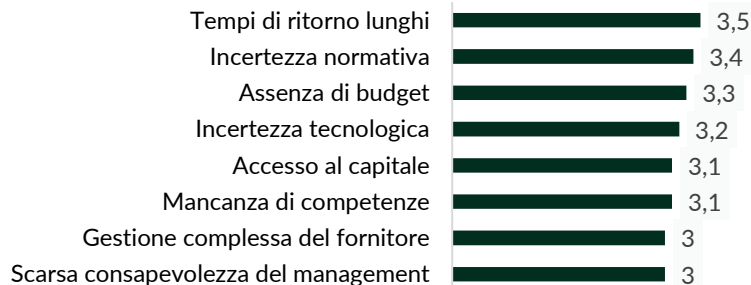 Tempi di ritorno lunghi 3,5
Incertezza normativa 3,4
Assenza di budget 3,3
Incertezza tecnologica 3,2
Accesso al capitale 3,1
Mancanza di competenze 3,1
Gestione complessa del fornitore 3
Scarsa consapevolezza del management 3